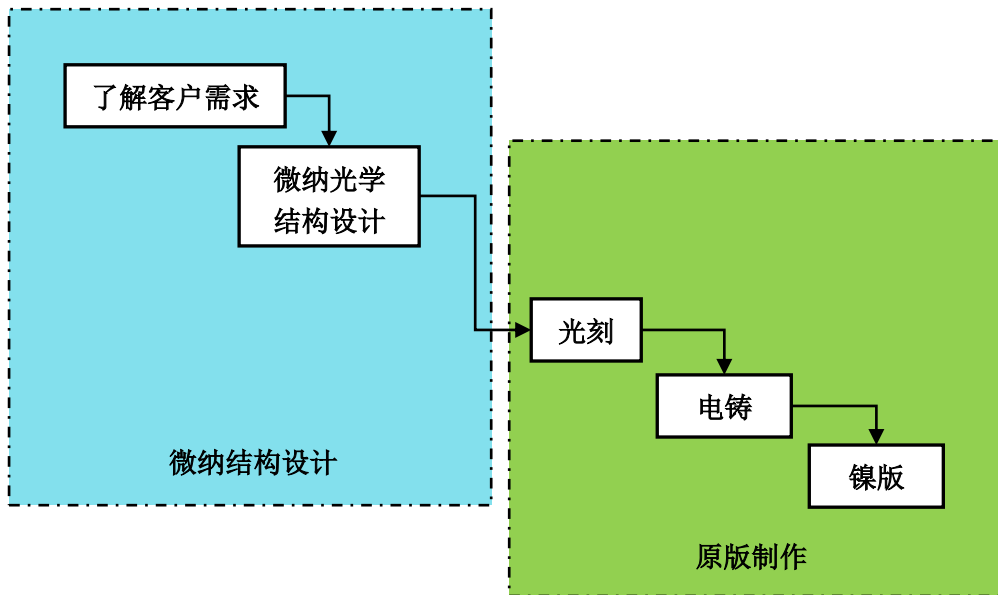 了解客户需求
微纳光学
结构设计
光刻
电铸
镍版
微纳结构设计
原版制作